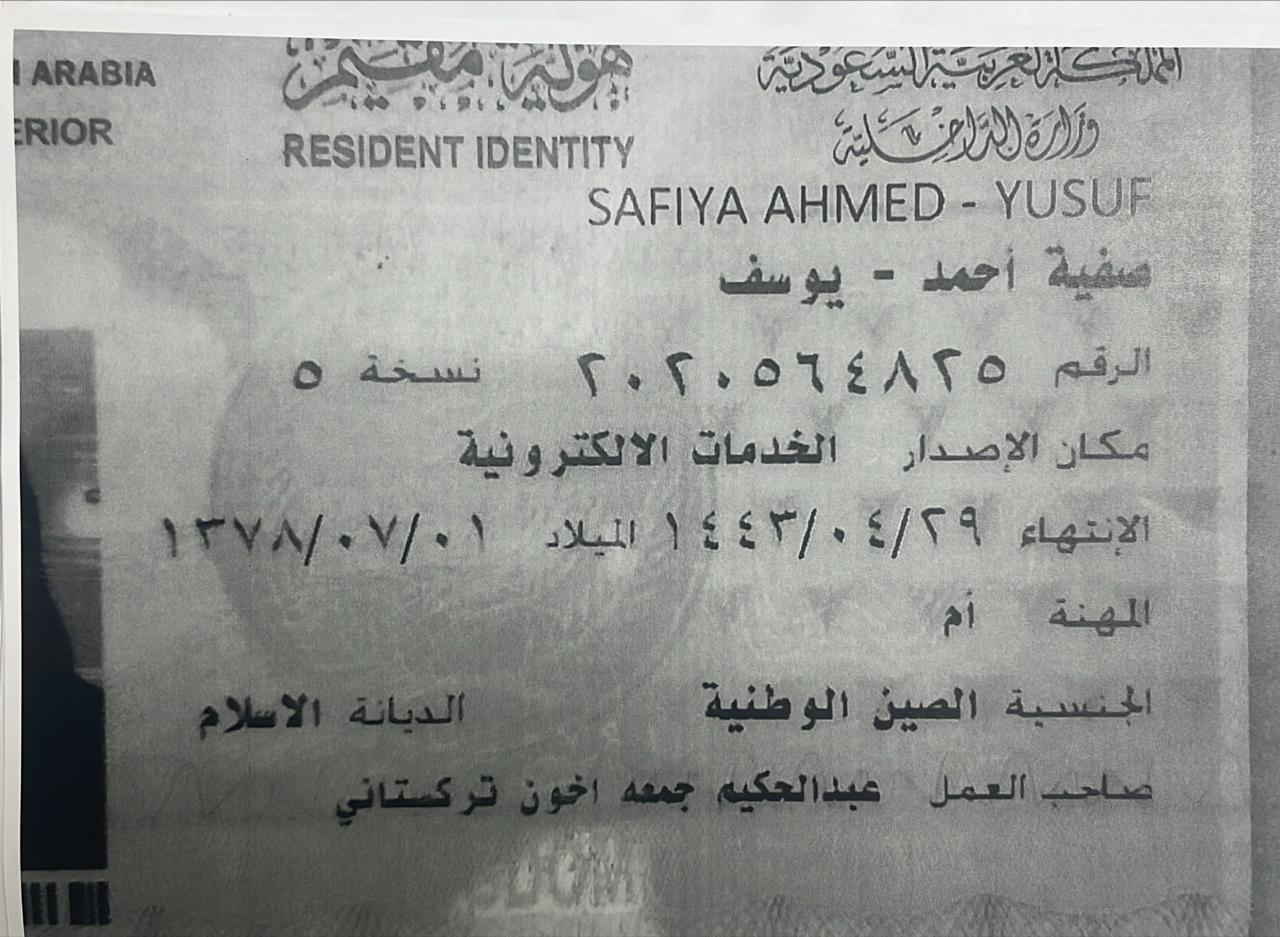 المملكة العربية السعودية
وزارة الداخلية
هوية مقيم
RESIDENT IDENTITY
ARABIA
ERIOR
SAFIYA AHMED - YUSUF
صفية أحمد - يوسف
الرقم ٢٠٢٠٥٦٤٨٢٥ نسخة ٥
مكان الإصدار الخدمات الالكترونية
الإنتهاء ١٤٤٣/٠٤/٢٩ الميلاد ١٣٧٨/٠٧/٠١
المهنة أم
الجنسية الصين الوطنية الديانة الاسلام
صاحب العمل عبدالحكيم جمعه اخون تركستاني